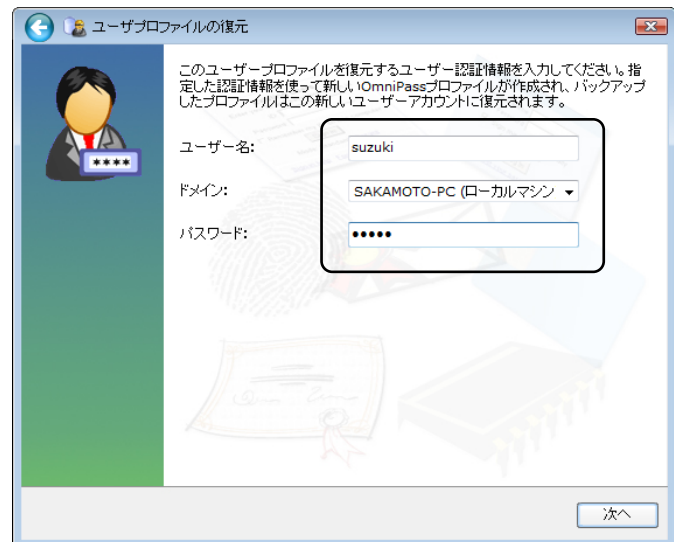 ユーザプロファイルの復元
このユーザープロファイルを復元するユーザー認証情報を入力してください。指
定した認証情報を使って新しいOmniPassプロファイルが作成され、バックアップ
したプロファイルはこの新しいユーザーアカウントに復元されます。
ユーザー名: suzuki
ドメイン: SAKAMOTO-PC (ローカルマシン
パスワード: •••••
****
次へ